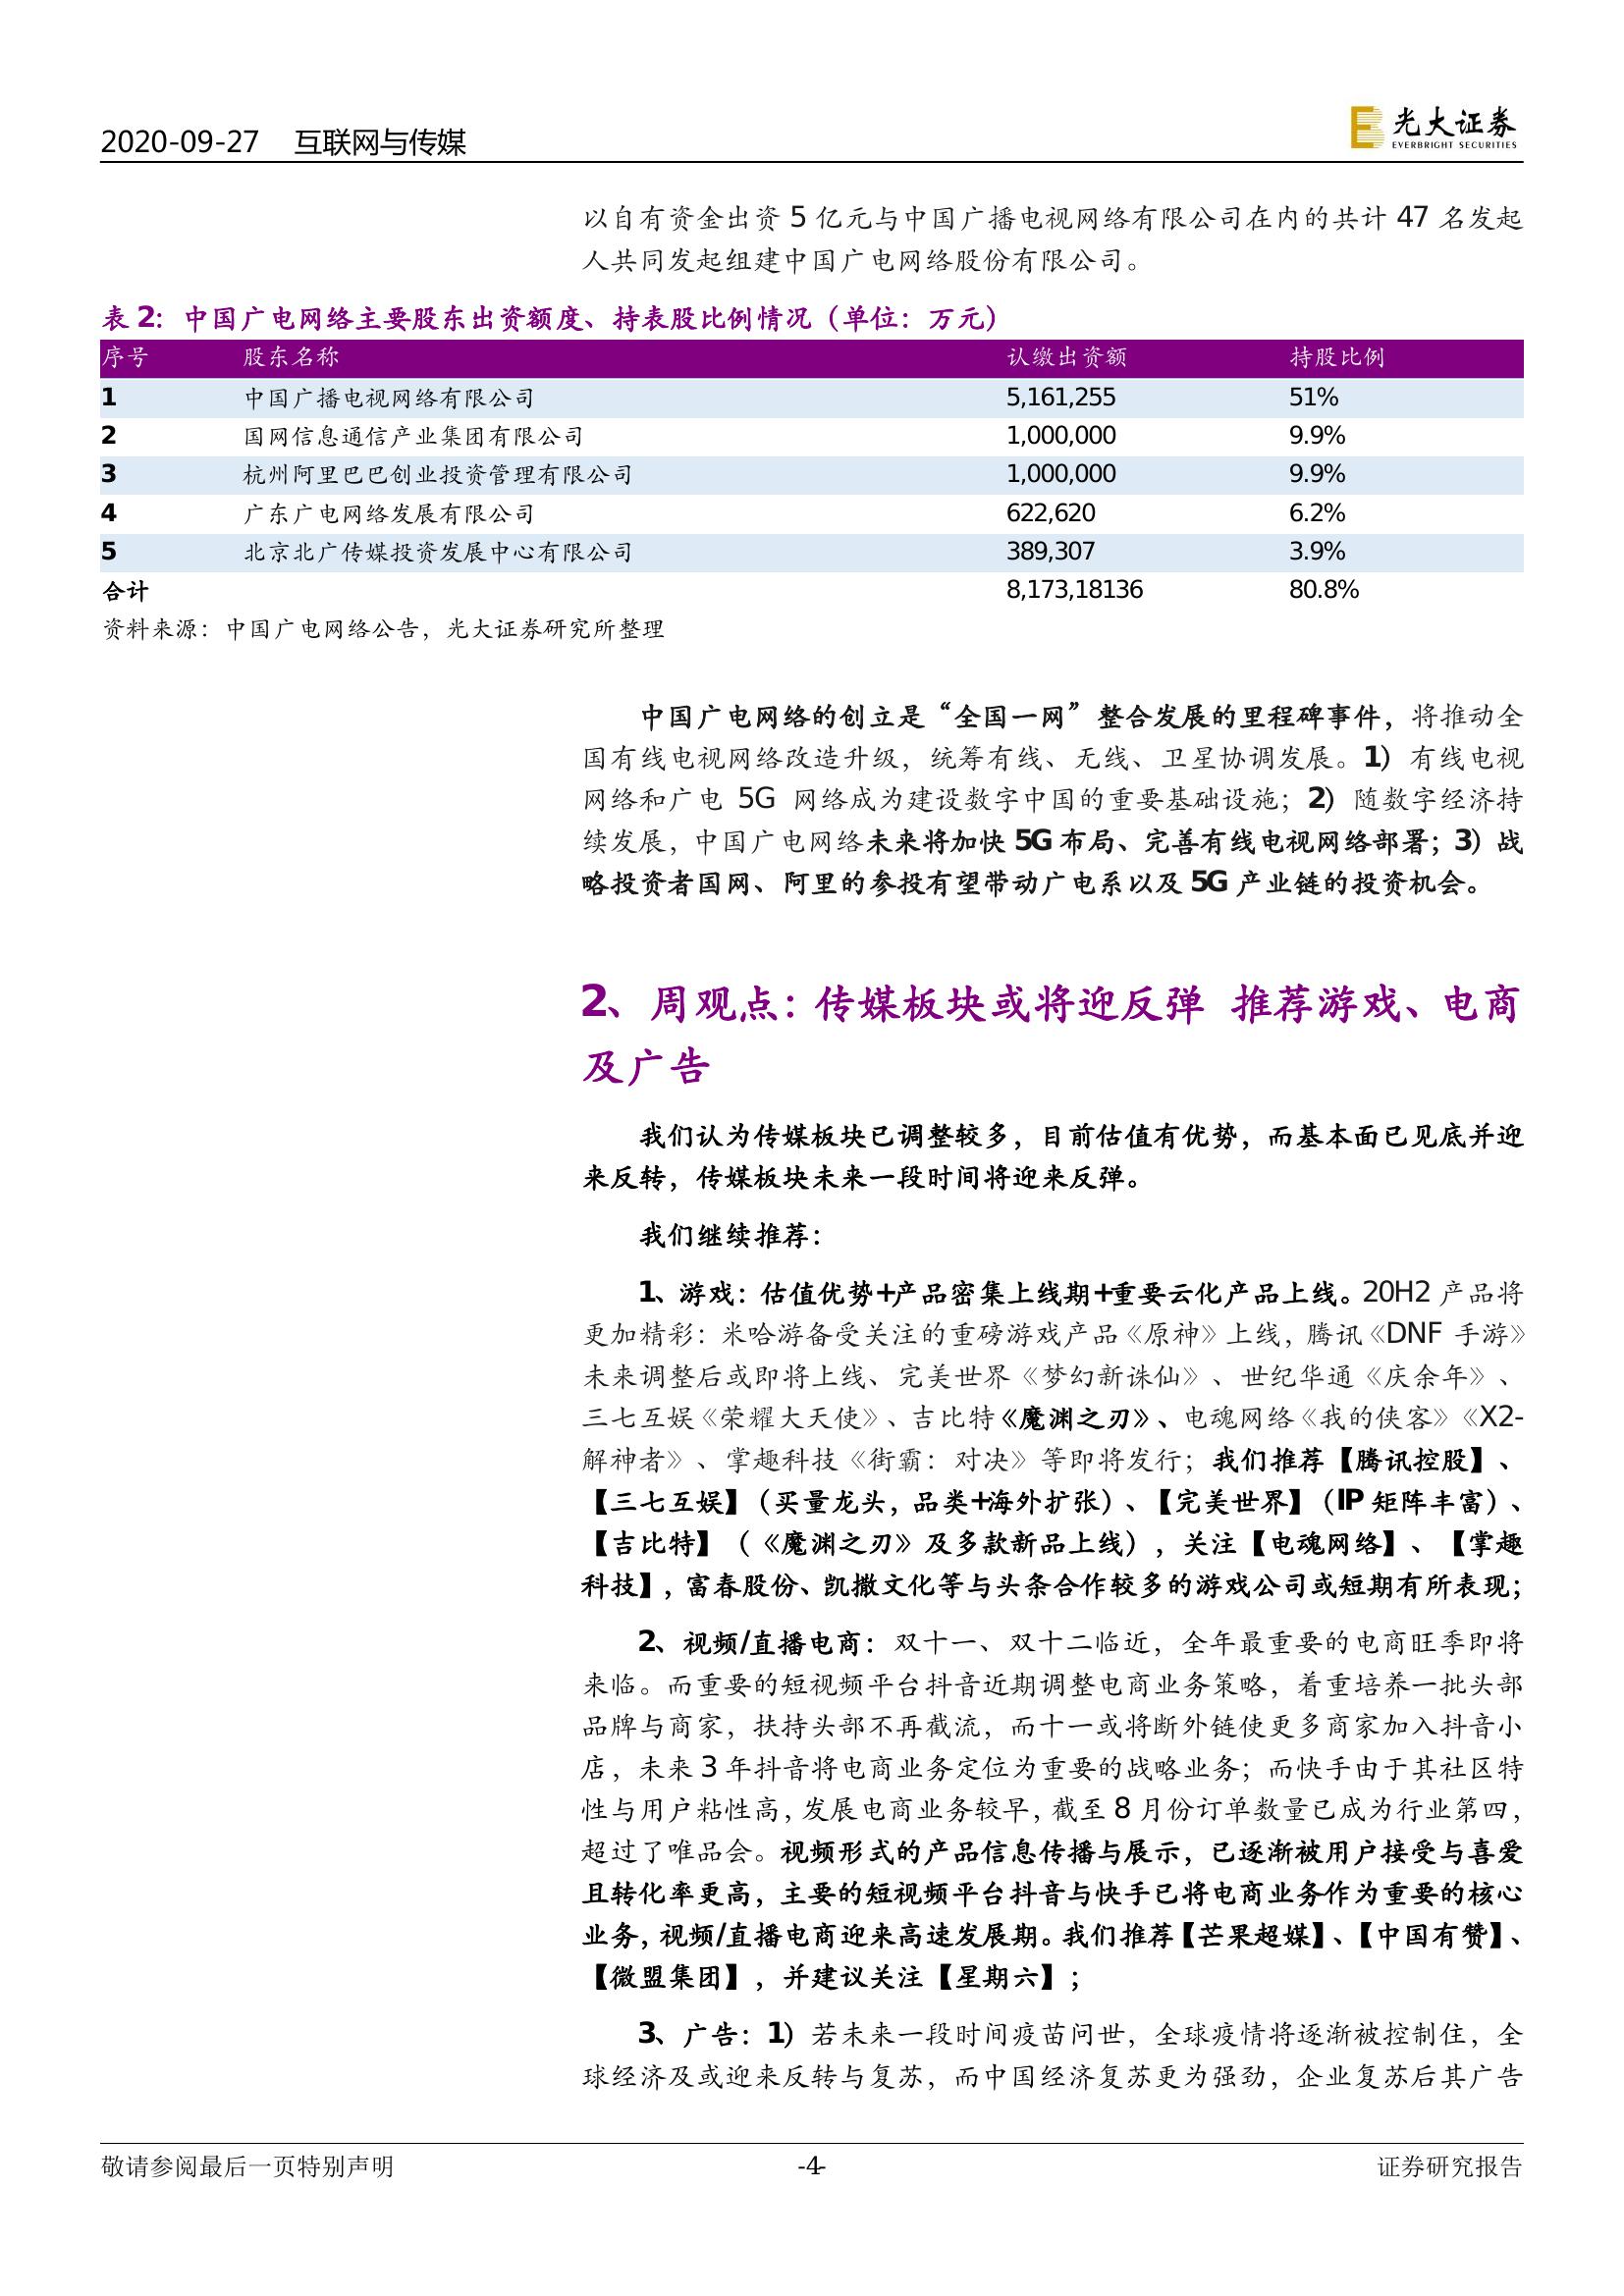 2020-09-27 互联网与传媒
光大证券
EVERBRIGHT SECURITIES
以自有资金出资 5 亿元与中国广播电视网络有限公司在内的共计 47 名发起
人共同发起组建中国广电网络股份有限公司。
表 2：中国广电网络主要股东出资额度、持表股比例情况（单位：万元）
序号 股东名称 认缴出资额 持股比例
1 中国广播电视网络有限公司 5,161,255 51%
2 国网信息通信产业集团有限公司 1,000,000 9.9%
3 杭州阿里巴巴创业投资管理有限公司 1,000,000 9.9%
4 广东广电网络发展有限公司 622,620 6.2%
5 北京北广传媒投资发展中心有限公司 389,307 3.9%
合计 8,173,18136 80.8%
资料来源：中国广电网络公告，光大证券研究所整理
中国广电网络的创立是“全国一网”整合发展的里程碑事件，将推动全
国有线电视网络改造升级，统筹有线、无线、卫星协调发展。1）有线电视
网络和广电 5G 网络成为建设数字中国的重要基础设施；2）随数字经济持
续发展，中国广电网络未来将加快 5G 布局、完善有线电视网络部署；3）战
略投资者国网、阿里的参投有望带动广电系以及 5G 产业链的投资机会。
2、周观点：传媒板块或将迎反弹 推荐游戏、电商
及广告
我们认为传媒板块已调整较多，目前估值有优势，而基本面已见底并迎
来反转，传媒板块未来一段时间将迎来反弹。
我们继续推荐：
1、游戏：估值优势+产品密集上线期+重要云化产品上线。20H2 产品将
更加精彩：米哈游备受关注的重磅游戏产品《原神》上线，腾讯《DNF 手游》
未来调整后或即将上线、完美世界《梦幻新诛仙》、世纪华通《庆余年》、
三七互娱《荣耀大天使》、吉比特《魔渊之刃》、电魂网络《我的侠客》《X2-
解神者》、掌趣科技《街霸：对决》等即将发行；我们推荐【腾讯控股】、
【三七互娱】（买量龙头，品类+海外扩张）、【完美世界】（IP 矩阵丰富）、
【吉比特】（《魔渊之刃》及多款新品上线），关注【电魂网络】、【掌趣
科技】，富春股份、凯撒文化等与头条合作较多的游戏公司或短期有所表现；
2、视频/直播电商：双十一、双十二临近，全年最重要的电商旺季即将
来临。而重要的短视频平台抖音近期调整电商业务策略，着重培养一批头部
品牌与商家，扶持头部不再截流，而十一或将断外链使更多商家加入抖音小
店，未来 3 年抖音将电商业务定位为重要的战略业务；而快手由于其社区特
性与用户粘性高，发展电商业务较早，截至 8 月份订单数量已成为行业第四，
超过了唯品会。视频形式的产品信息传播与展示，已逐渐被用户接受与喜爱
且转化率更高，主要的短视频平台抖音与快手已将电商业务作为重要的核心
业务，视频/直播电商迎来高速发展期。我们推荐【芒果超媒】、【中国有赞】、
【微盟集团】，并建议关注【星期六】；
3、广告：1）若未来一段时间疫苗问世，全球疫情将逐渐被控制住，全
球经济及或迎来反转与复苏，而中国经济复苏更为强劲，企业复苏后其广告
敬请参阅最后一页特别声明 -4- 证券研究报告